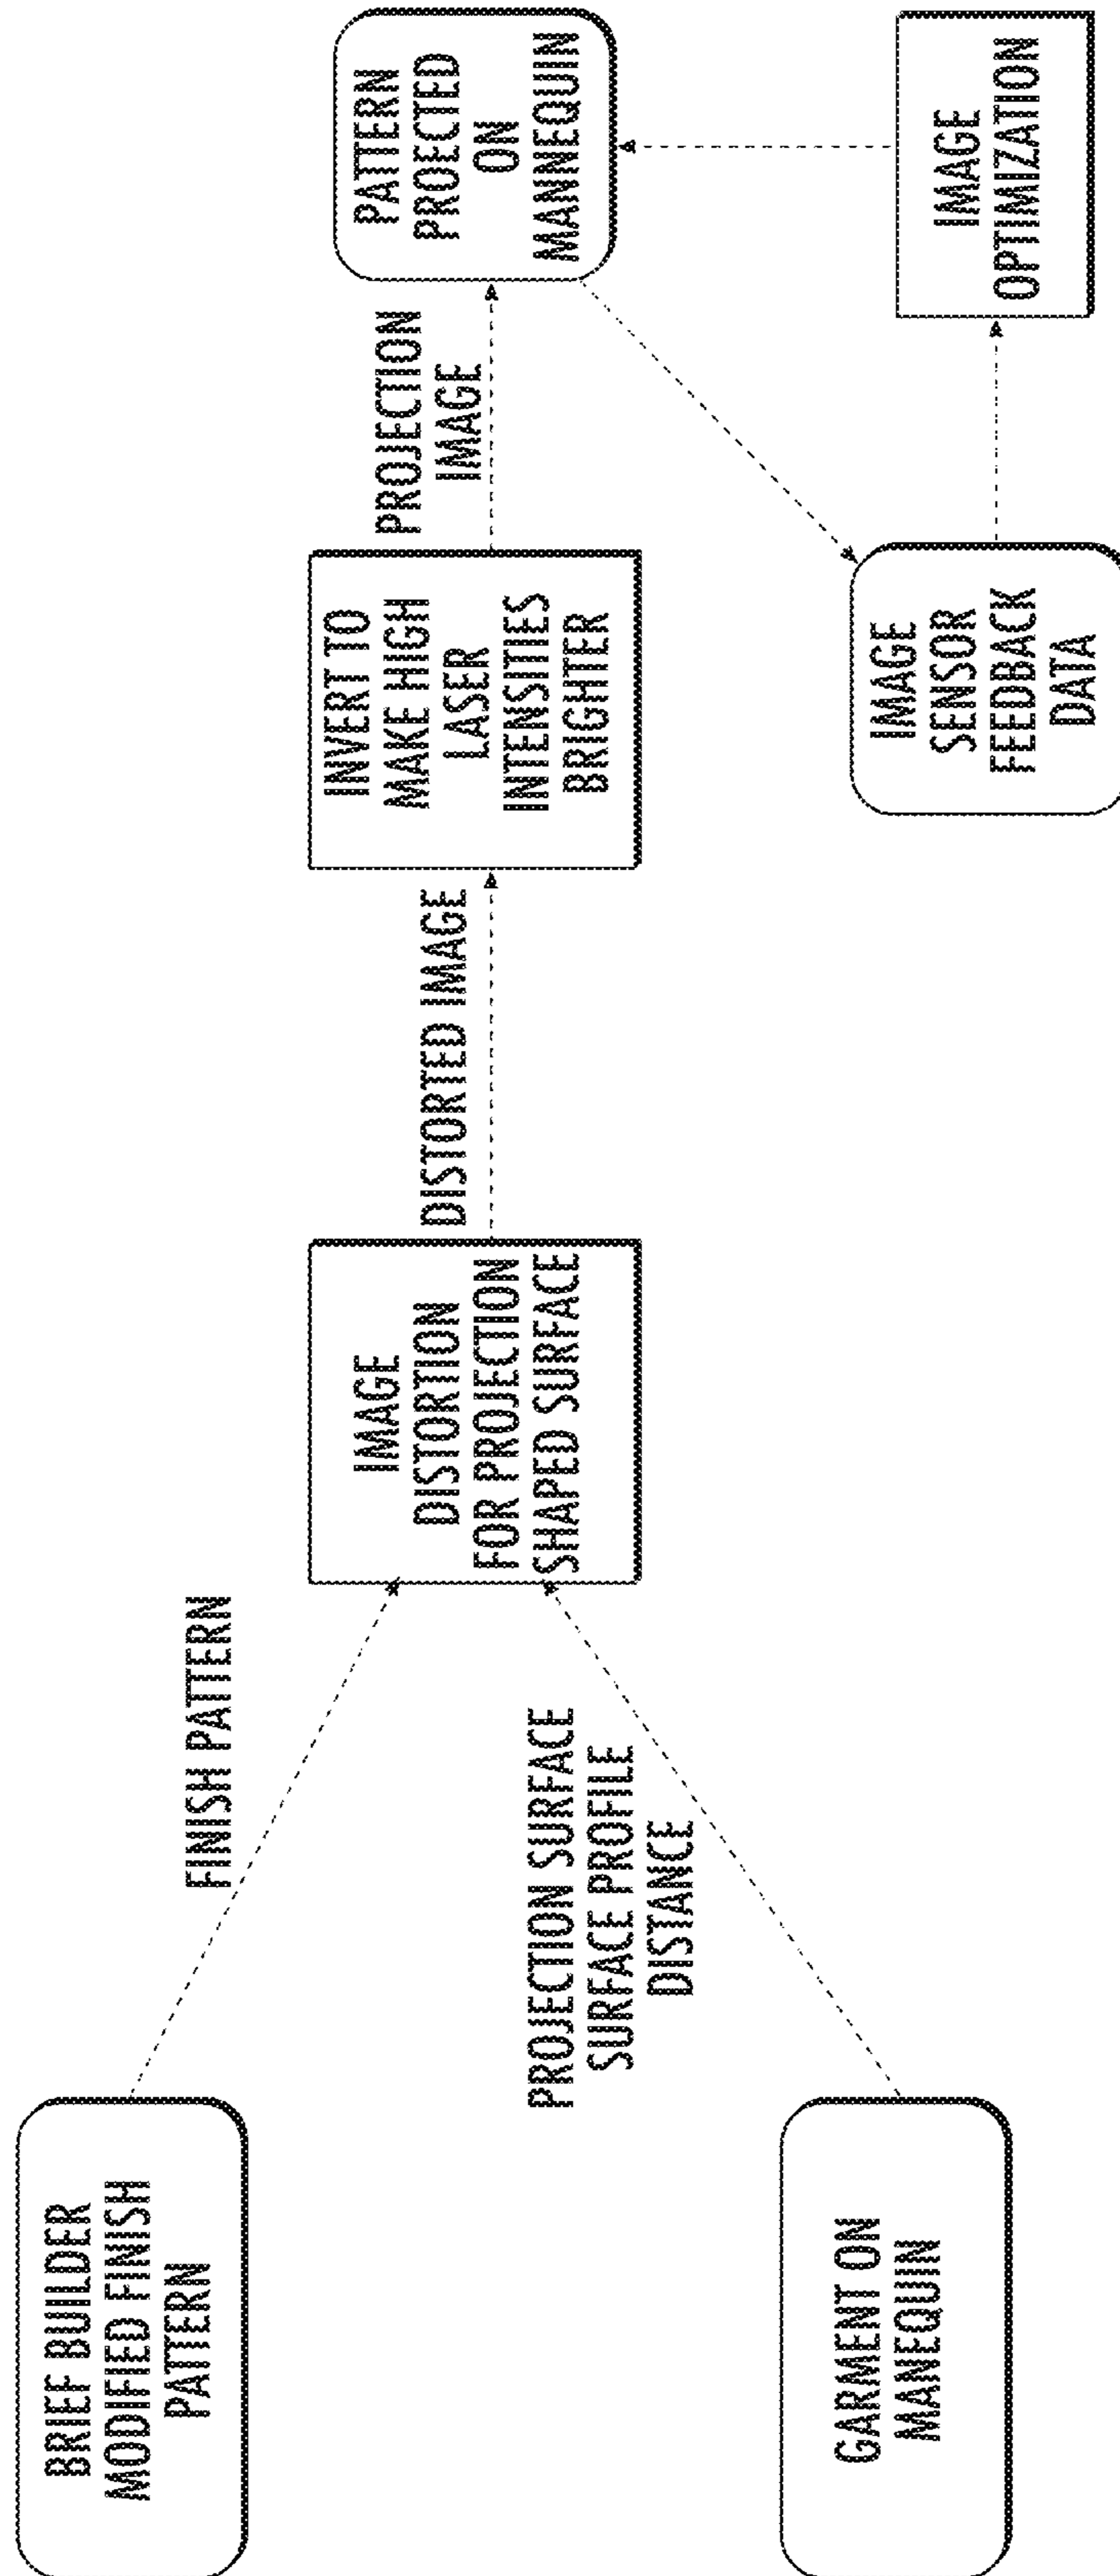 BRIEF BUILDER
MODIFIED FINISH
PATTERN
FINISH PATTERN
GARMENT ON
MANEQUIN
PROJECTION SURFACE
SURFACE PROFILE
DISTANCE
IMAGE
DISTORTION
FOR PROJECTION
SHAPED SURFACE
DISTORTED IMAGE
INVERT TO
MAKE HIGH
LASER
INTENSITIES
BRIGHTER
PROJECTION
IMAGE
PATTERN
PROECTED
ON
MANNEQUIN
IMAGE
SENSOR
FEEDBACK
DATA
IMAGE
OPTIMIZATION